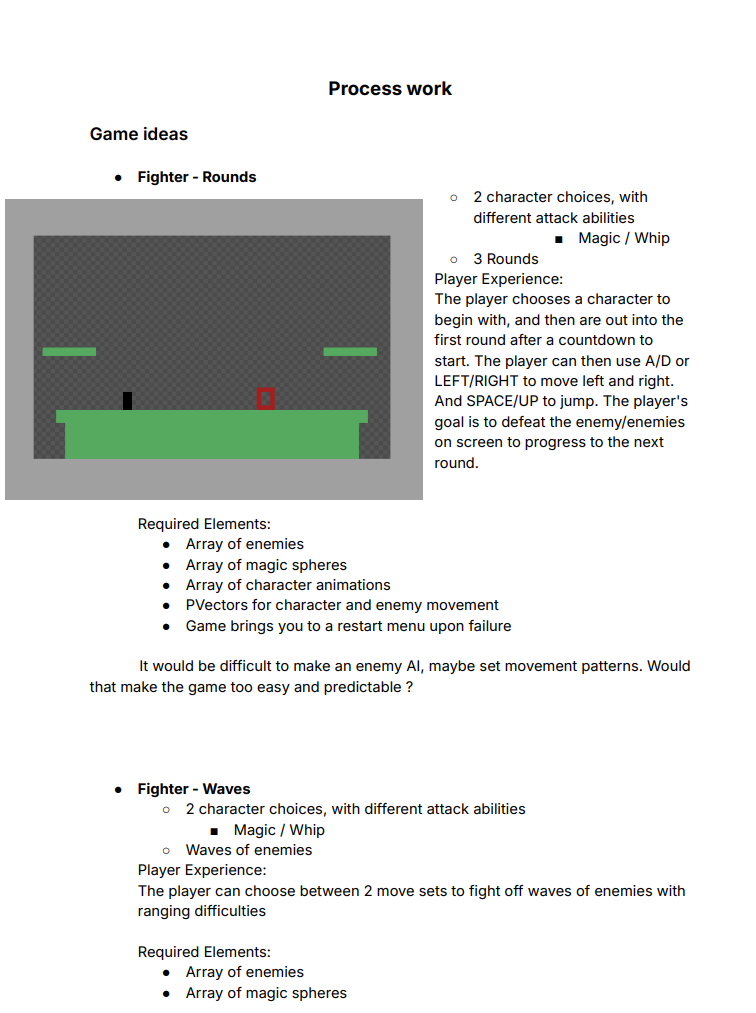 Process work
Game ideas
● Fighter - Rounds
○ 2 character choices, with
different attack abilities
■ Magic / Whip
○ 3 Rounds
Player Experience:
The player chooses a character to
begin with, and then are out into the
first round after a countdown to
start. The player can then use A/D or
LEFT/RIGHT to move left and right.
And SPACE/UP to jump. The player's
goal is to defeat the enemy/enemies
on screen to progress to the next
round.
Required Elements:
● Array of enemies
● Array of magic spheres
● Array of character animations
● PVectors for character and enemy movement
● Game brings you to a restart menu upon failure
It would be difficult to make an enemy AI, maybe set movement patterns. Would
that make the game too easy and predictable ?
● Fighter - Waves
○ 2 character choices, with different attack abilities
■ Magic / Whip
○ Waves of enemies
Player Experience:
The player can choose between 2 move sets to fight off waves of enemies with
ranging difficulties
Required Elements:
● Array of enemies
● Array of magic spheres